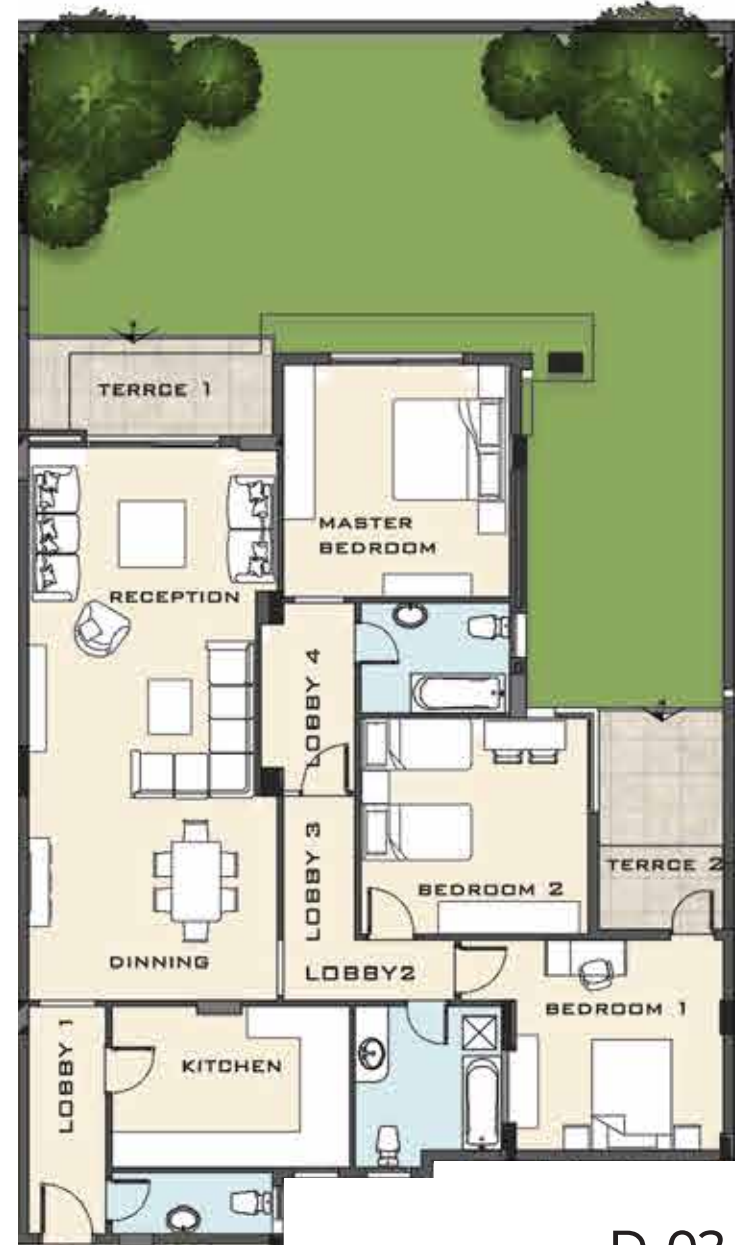 TERRCE 1
MASTER
BEDROOM
RECEPTION
LOBBY 4
LOBBY 3
BEDROOM 2
TERRCE 2
DINNING
LOBBY2
BEDROOM 1
LOBBY 1
KITCHEN
D-03